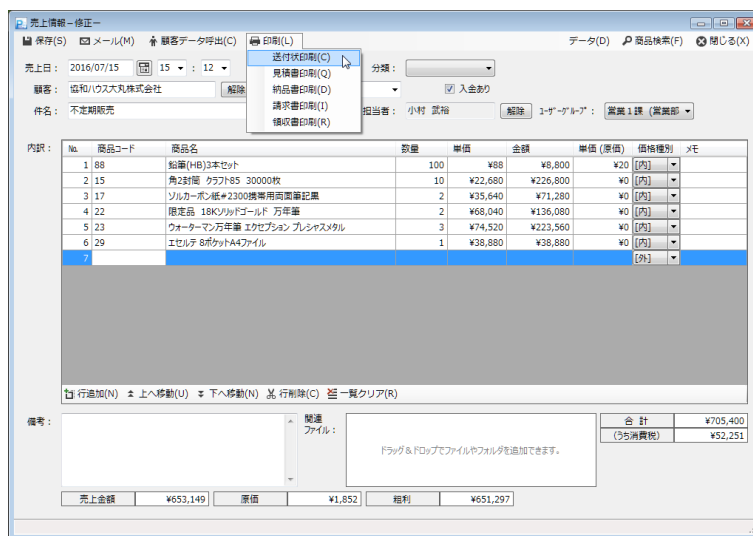 売上情報－修正－
保存(S) メール(M) 顧客データ呼出(C) 印刷(L) データ(D) 商品検索(F) 閉じる(X)
送付状印刷(C)
見積書印刷(Q)
納品書印刷(D)
請求書印刷(I)
領収書印刷(R)
売上日： 2016/07/15 15 : 12 分類：
顧客： 協和ハウス大丸株式会社 解除 入金あり
件名： 不定期販売 担当者： 小村 武裕 解除 ﾕｰｻﾞｰｸﾞﾙｰﾌﾟ： 営業１課 (営業部
内訳： No. 商品コード 商品名 数量 単価 金額 単価(原価) 価格種別 メモ
1 88 鉛筆(HB)3本セット 100 ¥88 ¥8,800 ¥20 [内]
2 15 角2封筒 クラフト85 30000枚 10 ¥22,680 ¥226,800 ¥0 [内]
3 17 ゾルカーボン紙#2300携帯用両面筆記黒 2 ¥35,640 ¥71,280 ¥0 [内]
4 22 限定品 18Kソリッドゴールド 万年筆 2 ¥68,040 ¥136,080 ¥0 [内]
5 23 ウォーターマン万年筆 エクセプション プレシャスメタル 3 ¥74,520 ¥223,560 ¥0 [内]
6 29 エセルテ 8ポケットA4ファイル 1 ¥38,880 ¥38,880 ¥0 [内]
7 [外]
行追加(N) 上へ移動(U) 下へ移動(N) 行削除(C) 一覧クリア(R)
備考： 関連
ファイル：
ドラッグ＆ドロップでファイルやフォルダを追加できます。
合 計 ¥705,400
(うち消費税) ¥52,251
売上金額 ¥653,149 原価 ¥1,852 粗利 ¥651,297